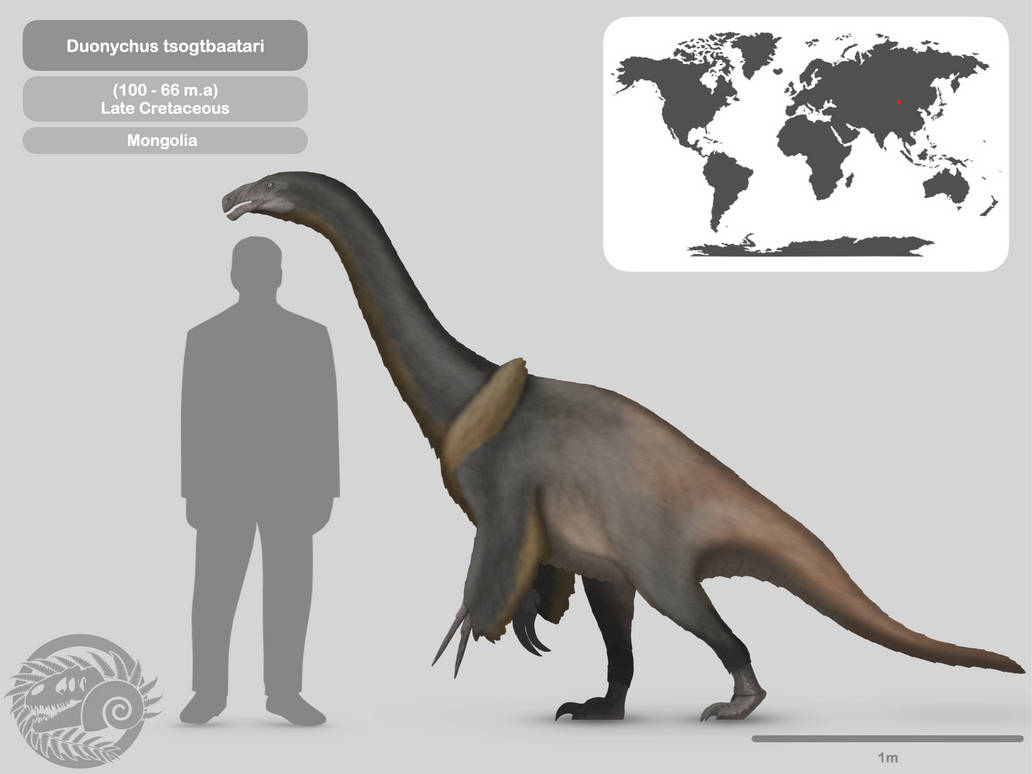 Duonychus tsogtbaatari
(100 - 66 m.a)
Late Cretaceous
Mongolia
1m